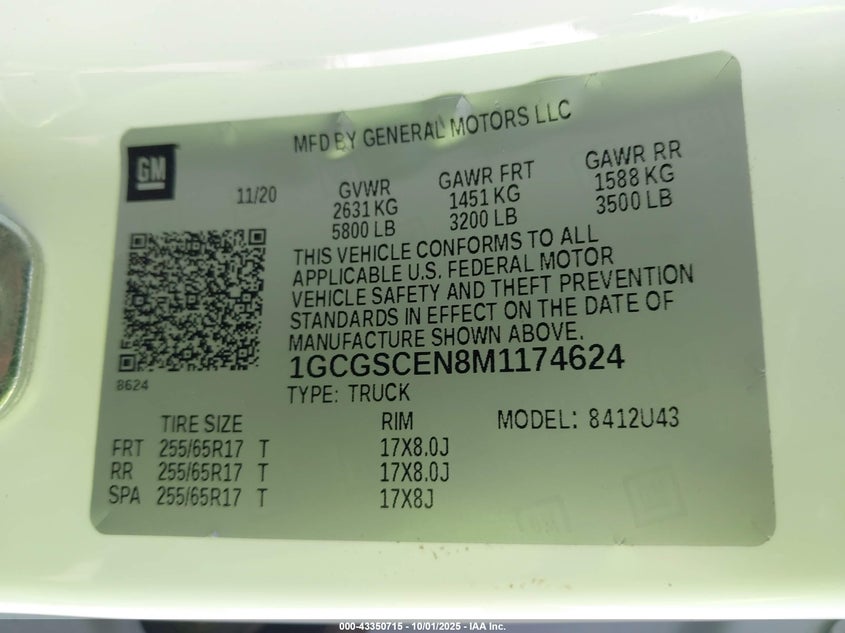 MFD BY GENERAL MOTORS LLC
GM
11/20
GVWR GAWR FRT GAWR RR
2631 KG 1451 KG 1588 KG
5800 LB 3200 LB 3500 LB
THIS VEHICLE CONFORMS TO ALL
APPLICABLE U.S. FEDERAL MOTOR
VEHICLE SAFETY AND THEFT PREVENTION
STANDARDS IN EFFECT ON THE DATE OF
MANUFACTURE SHOWN ABOVE.
8624
1GCGSCEN8M1174624
TYPE: TRUCK
TIRE SIZE RIM MODEL: 8412U43
FRT 255/65R17 T 17X8.0J
RR 255/65R17 T 17X8.0J
SPA 255/65R17 T 17X8J
000-43350715 - 10/01/2025 - IAA Inc.